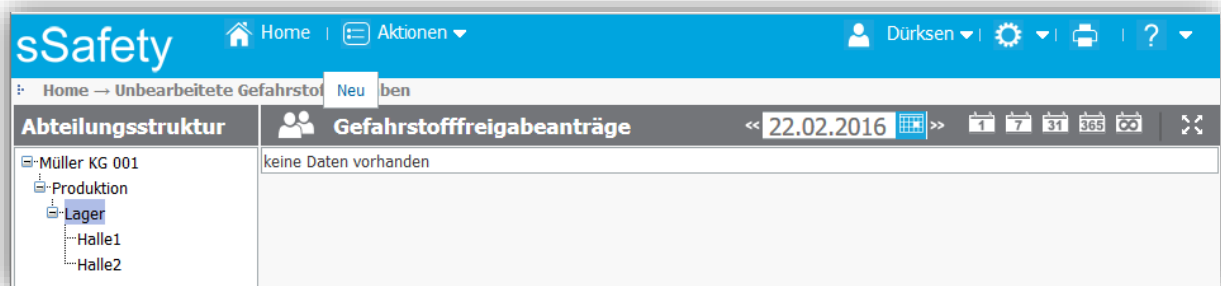 sSafety
Home Aktionen Dürksen ?
Home → Unbearbeitete Gefahrstof ben
Neu
Abteilungsstruktur
Gefahrstofffreigabeanträge « 22.02.2016 » 1 7 31 365 ∞
Müller KG 001
Produktion
Lager
Halle1
Halle2
keine Daten vorhanden